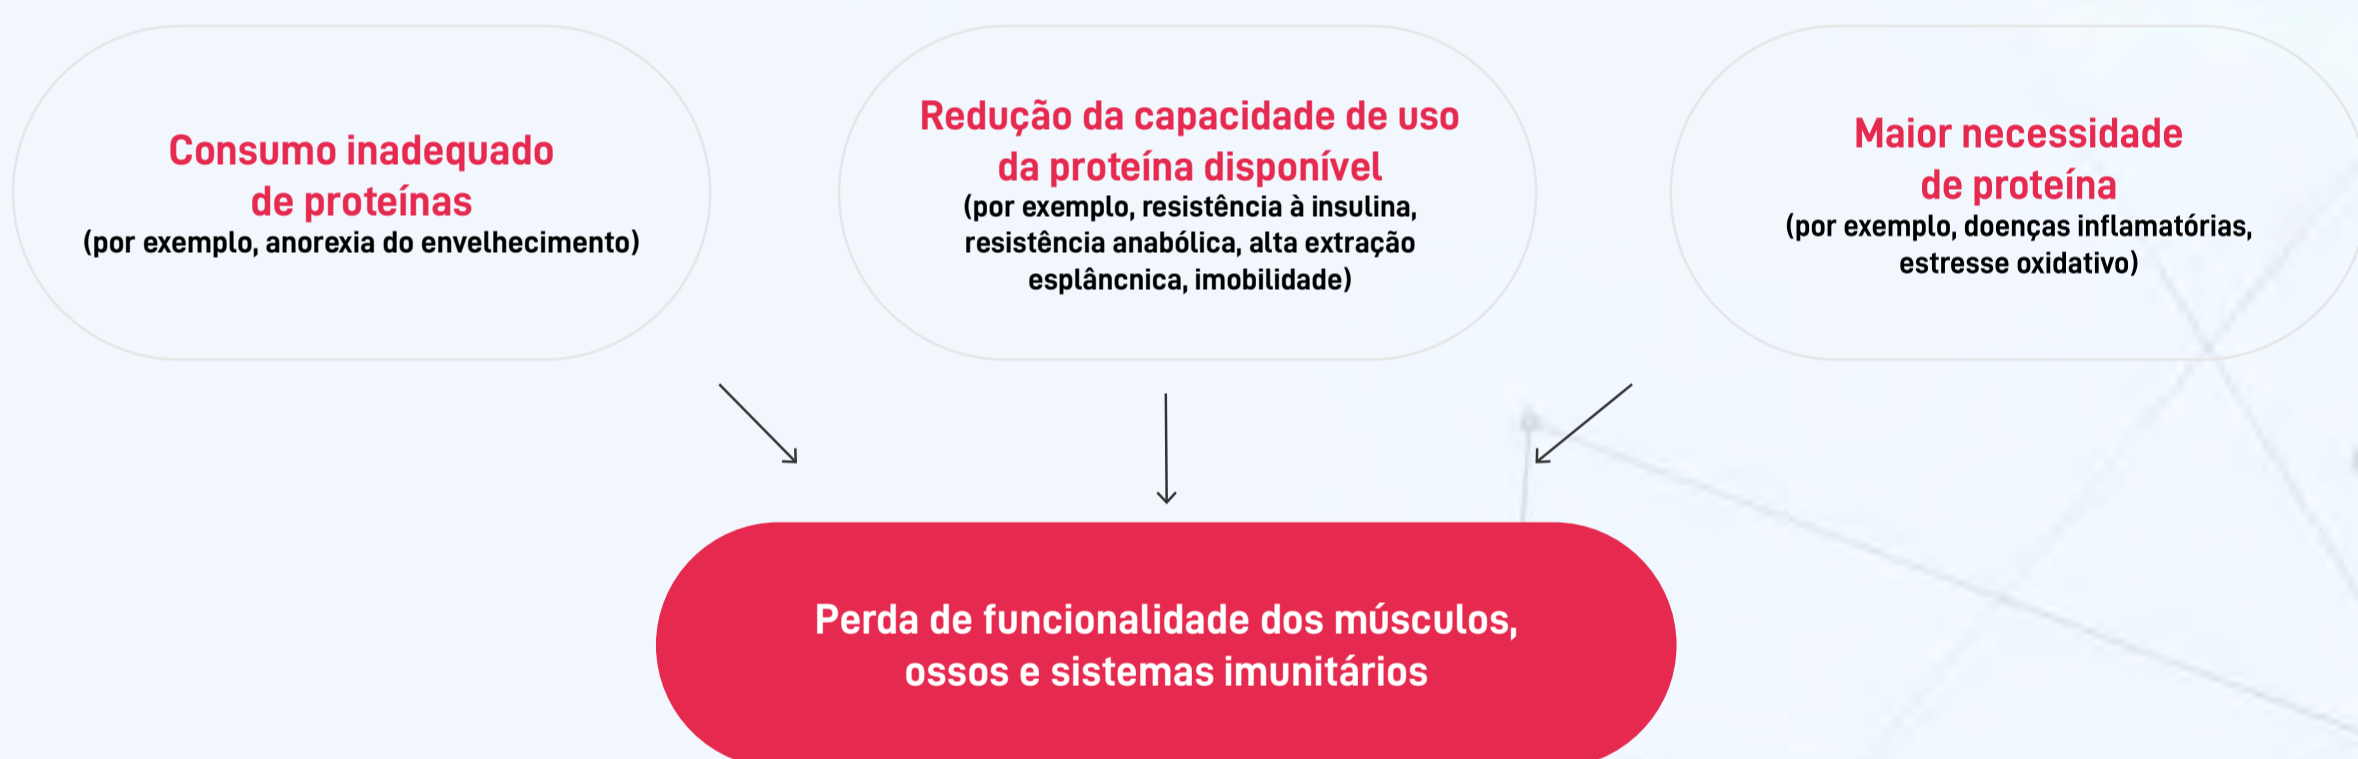 Consumo inadequado
de proteínas
(por exemplo, anorexia do envelhecimento)
Redução da capacidade de uso
da proteína disponível
(por exemplo, resistência à insulina,
resistência anabólica, alta extração
esplâncnica, imobilidade)
Maior necessidade
de proteína
(por exemplo, doenças inflamatórias,
estresse oxidativo)
Perda de funcionalidade dos músculos,
ossos e sistemas imunitários